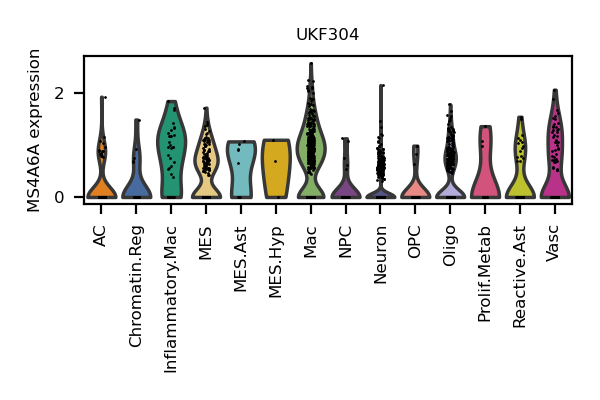 UKF304
MS4A6A expression
2
0
AC
Chromatin.Reg
Inflammatory.Mac
MES
MES.Ast
MES.Hyp
Mac
NPC
Neuron
OPC
Oligo
Prolif.Metab
Reactive.Ast
Vasc